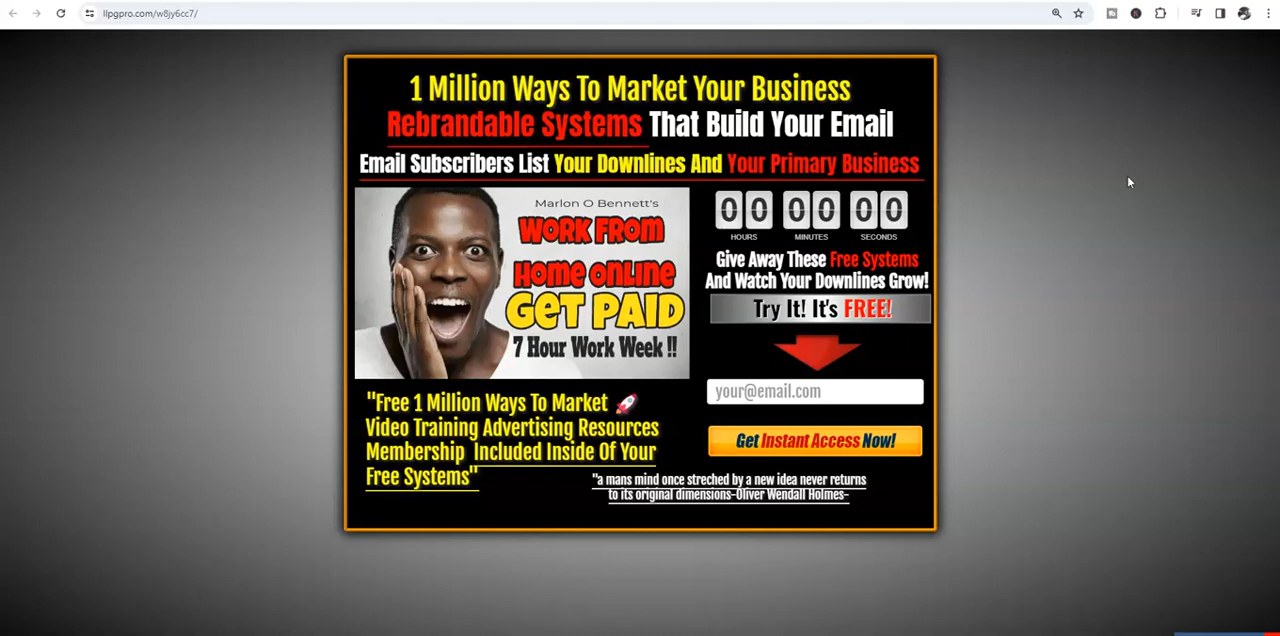 llpgpro.com/w8jy6cc7/
1 Million Ways To Market Your Business
Rebrandable Systems That Build Your Email
Email Subscribers List Your Downlines And Your Primary Business
Marlon O Bennett's
WORK FROM
HOME ONLINE
GET PAID
7 Hour Work Week !!
00 00 00
HOURS MINUTES SECONDS
Give Away These Free Systems
And Watch Your Downlines Grow!
Try It! It's FREE!
your@email.com
Get Instant Access Now!
"Free 1 Million Ways To Market 🚀
Video Training Advertising Resources
Membership Included Inside Of Your
Free Systems"
"a mans mind once streched by a new idea never returns
to its original dimensions-Oliver Wendall Holmes-